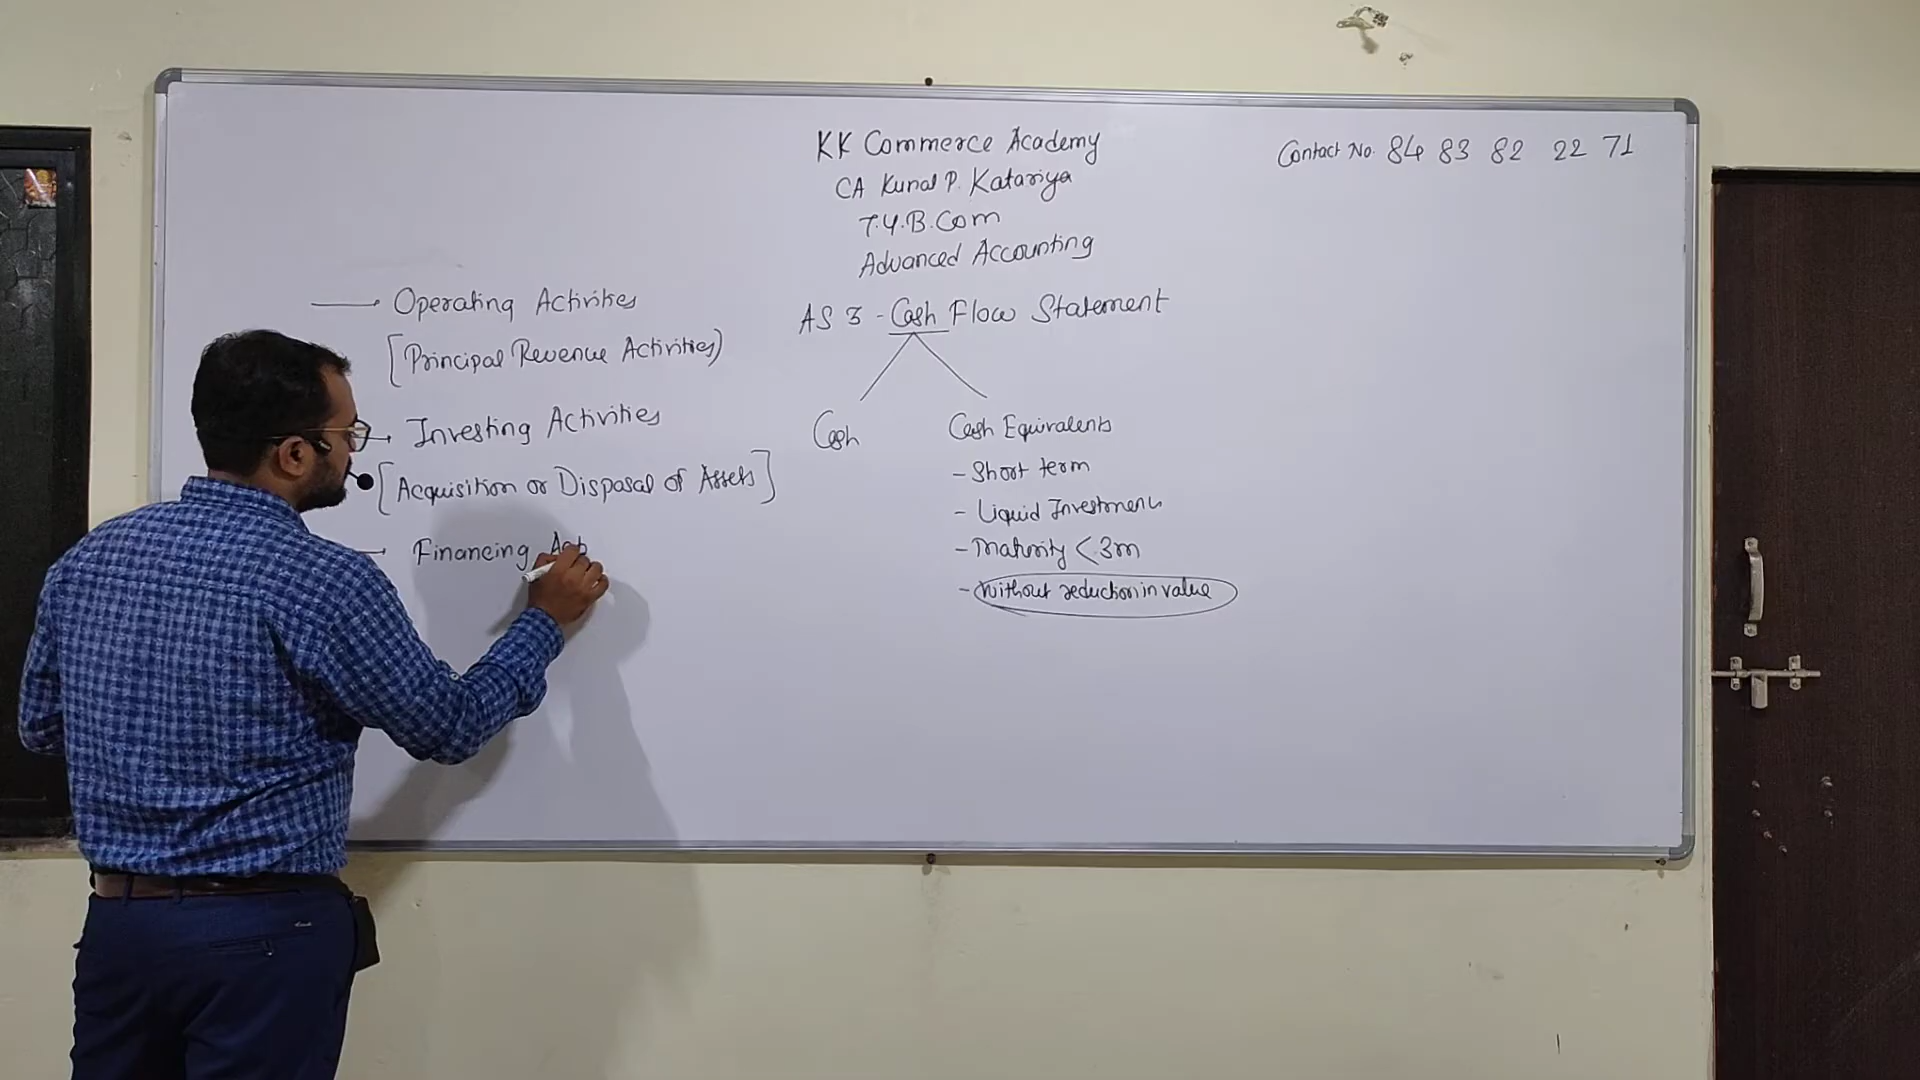 KK Commerce Academy
Contact No. 84 83 82 22 71
CA Kunal P. Katariya
T.Y.B.Com
Advanced Accounting
AS 3 - Cash Flow Statement
Cash
Cash Equivalents
- Short term
- Liquid Investments
- Maturity < 3m
- Without reduction in value
Operating Activities
[Principal Revenue Activities)
Investing Activities
[Acquisition or Disposal of Assets]
Financing